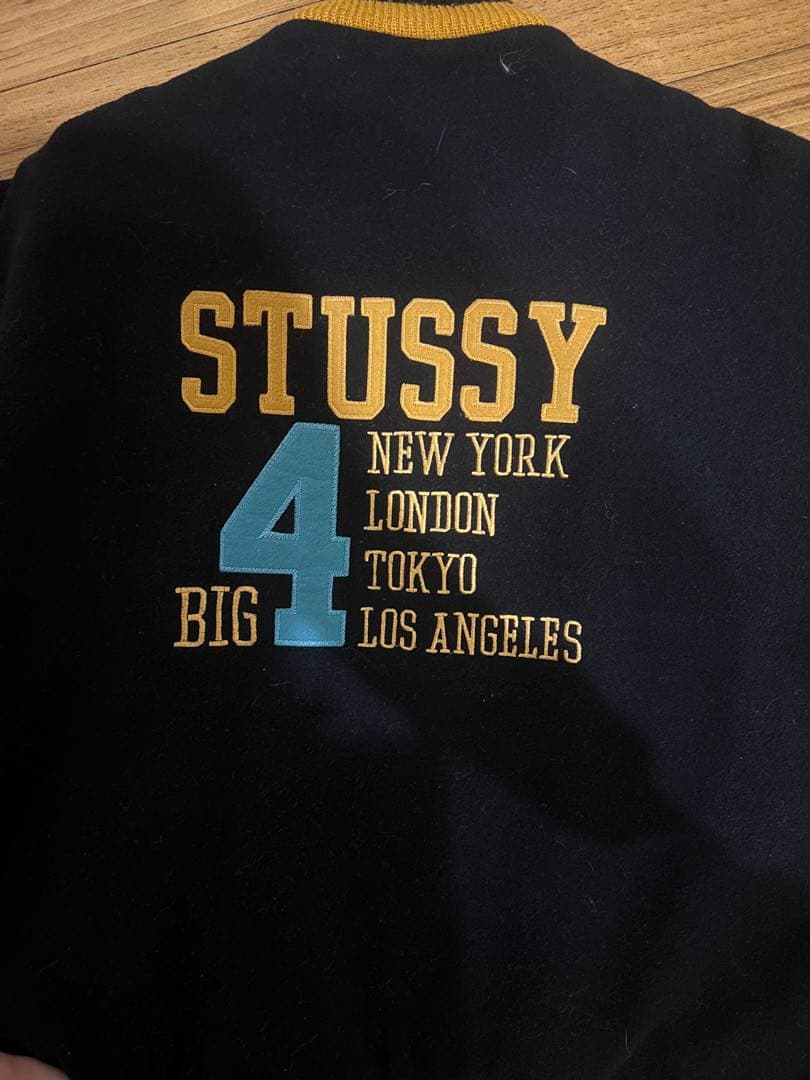 STUSSY
BIG 4
NEW YORK
LONDON
TOKYO
LOS ANGELES